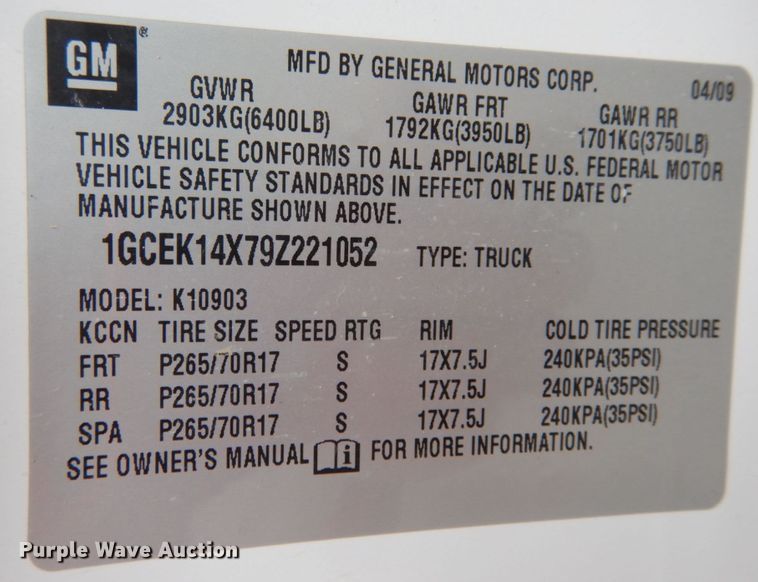 GM®
MFD BY GENERAL MOTORS CORP.
04/09
GVWR GAWR FRT GAWR RR
2903KG(6400LB) 1792KG(3950LB) 1701KG(3750LB)
THIS VEHICLE CONFORMS TO ALL APPLICABLE U.S. FEDERAL MOTOR
VEHICLE SAFETY STANDARDS IN EFFECT ON THE DATE OF
MANUFACTURE SHOWN ABOVE.
1GCEK14X79Z221052 TYPE: TRUCK
MODEL: K10903
KCCN TIRE SIZE SPEED RTG RIM COLD TIRE PRESSURE
FRT P265/70R17 S 17X7.5J 240KPA(35PSI)
RR P265/70R17 S 17X7.5J 240KPA(35PSI)
SPA P265/70R17 S 17X7.5J 240KPA(35PSI)
SEE OWNER'S MANUAL i FOR MORE INFORMATION.
Purple Wave Auction